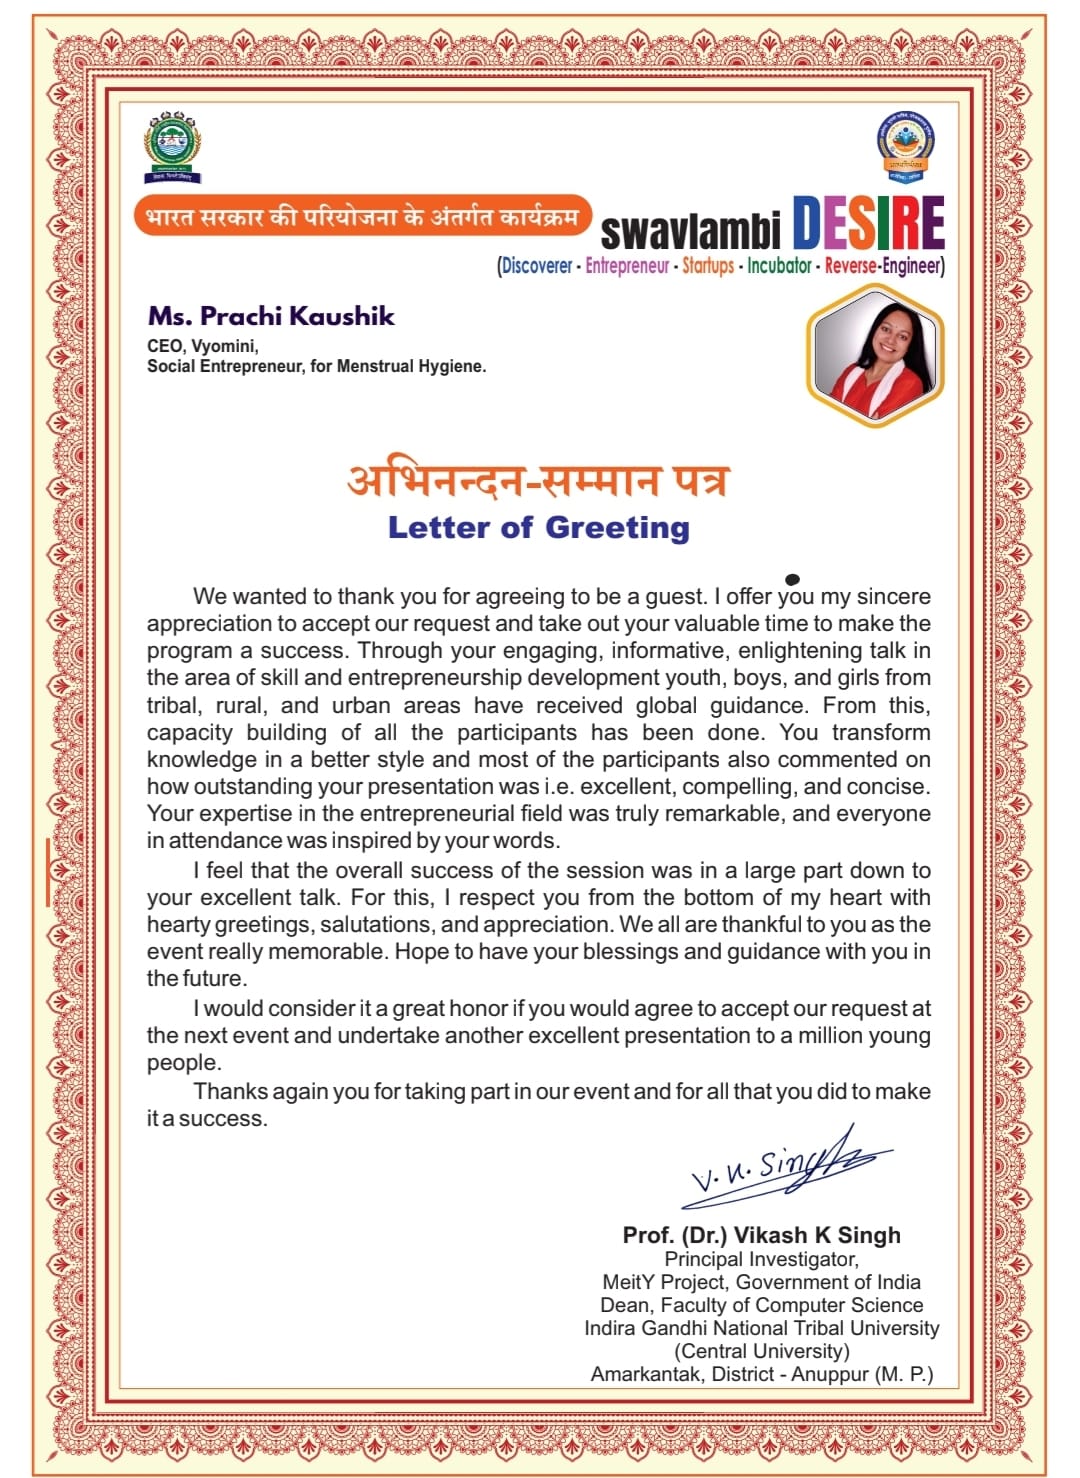 भारत सरकार की परियोजना के अंतर्गत कार्यक्रम
swavlambi DESIRE
(Discoverer - Entrepreneur - Startups - Incubator - Reverse-Engineer)
Ms. Prachi Kaushik
CEO, Vyomini,
Social Entrepreneur, for Menstrual Hygiene.
अभिनन्दन-सम्मान पत्र
Letter of Greeting
We wanted to thank you for agreeing to be a guest. I offer you my sincere
appreciation to accept our request and take out your valuable time to make the
program a success. Through your engaging, informative, enlightening talk in
the area of skill and entrepreneurship development youth, boys, and girls from
tribal, rural, and urban areas have received global guidance. From this,
capacity building of all the participants has been done. You transform
knowledge in a better style and most of the participants also commented on
how outstanding your presentation was i.e. excellent, compelling, and concise.
Your expertise in the entrepreneurial field was truly remarkable, and everyone
in attendance was inspired by your words.
I feel that the overall success of the session was in a large part down to
your excellent talk. For this, I respect you from the bottom of my heart with
hearty greetings, salutations, and appreciation. We all are thankful to you as the
event really memorable. Hope to have your blessings and guidance with you in
the future.
I would consider it a great honor if you would agree to accept our request at
the next event and undertake another excellent presentation to a million young
people.
Thanks again you for taking part in our event and for all that you did to make
it a success.
V. K. Singh
Prof. (Dr.) Vikash K Singh
Principal Investigator,
MeitY Project, Government of India
Dean, Faculty of Computer Science
Indira Gandhi National Tribal University
(Central University)
Amarkantak, District - Anuppur (M. P.)